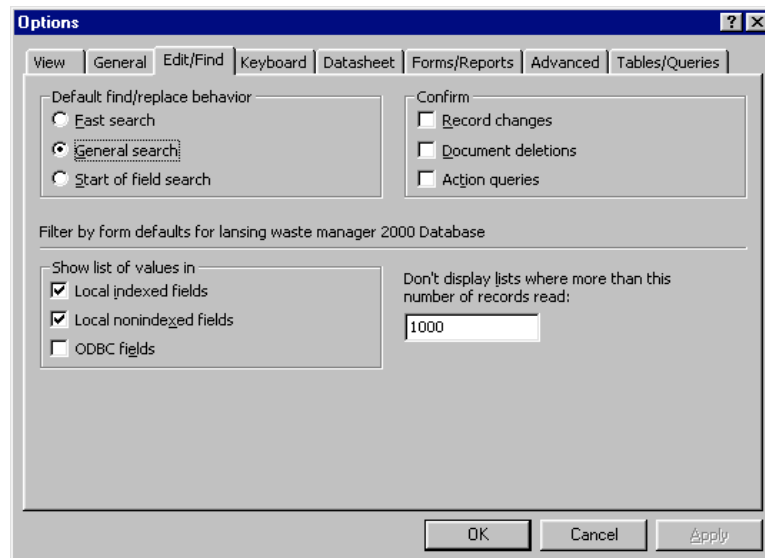 Options
View General Edit/Find Keyboard Datasheet Forms/Reports Advanced Tables/Queries
Default find/replace behavior
Fast search
General search
Start of field search
Confirm
Record changes
Document deletions
Action queries
Filter by form defaults for lansing waste manager 2000 Database
Show list of values in
Local indexed fields
Local nonindexed fields
ODBC fields
Don't display lists where more than this
number of records read:
1000
OK Cancel Apply